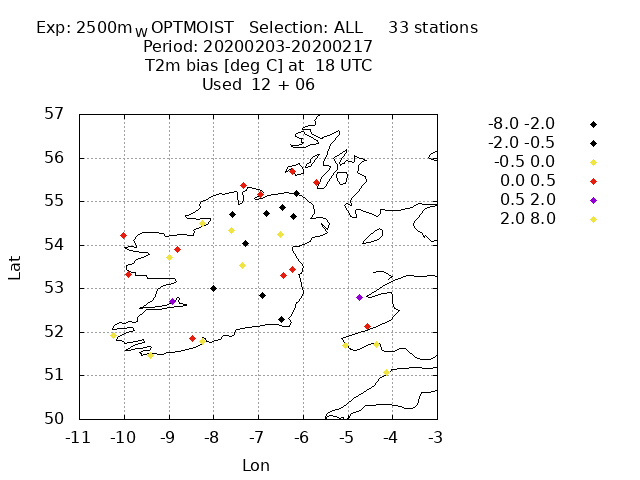 Exp: 2500m_W OPTMOIST Selection: ALL 33 stations
Period: 20200203-20200217
T2m bias [deg C] at 18 UTC
Used 12 + 06
-8.0 -2.0
-2.0 -0.5
-0.5 0.0
0.0 0.5
0.5 2.0
2.0 8.0
57
56
55
54
53
52
51
50
Lat
-11 -10 -9 -8 -7 -6 -5 -4 -3
Lon